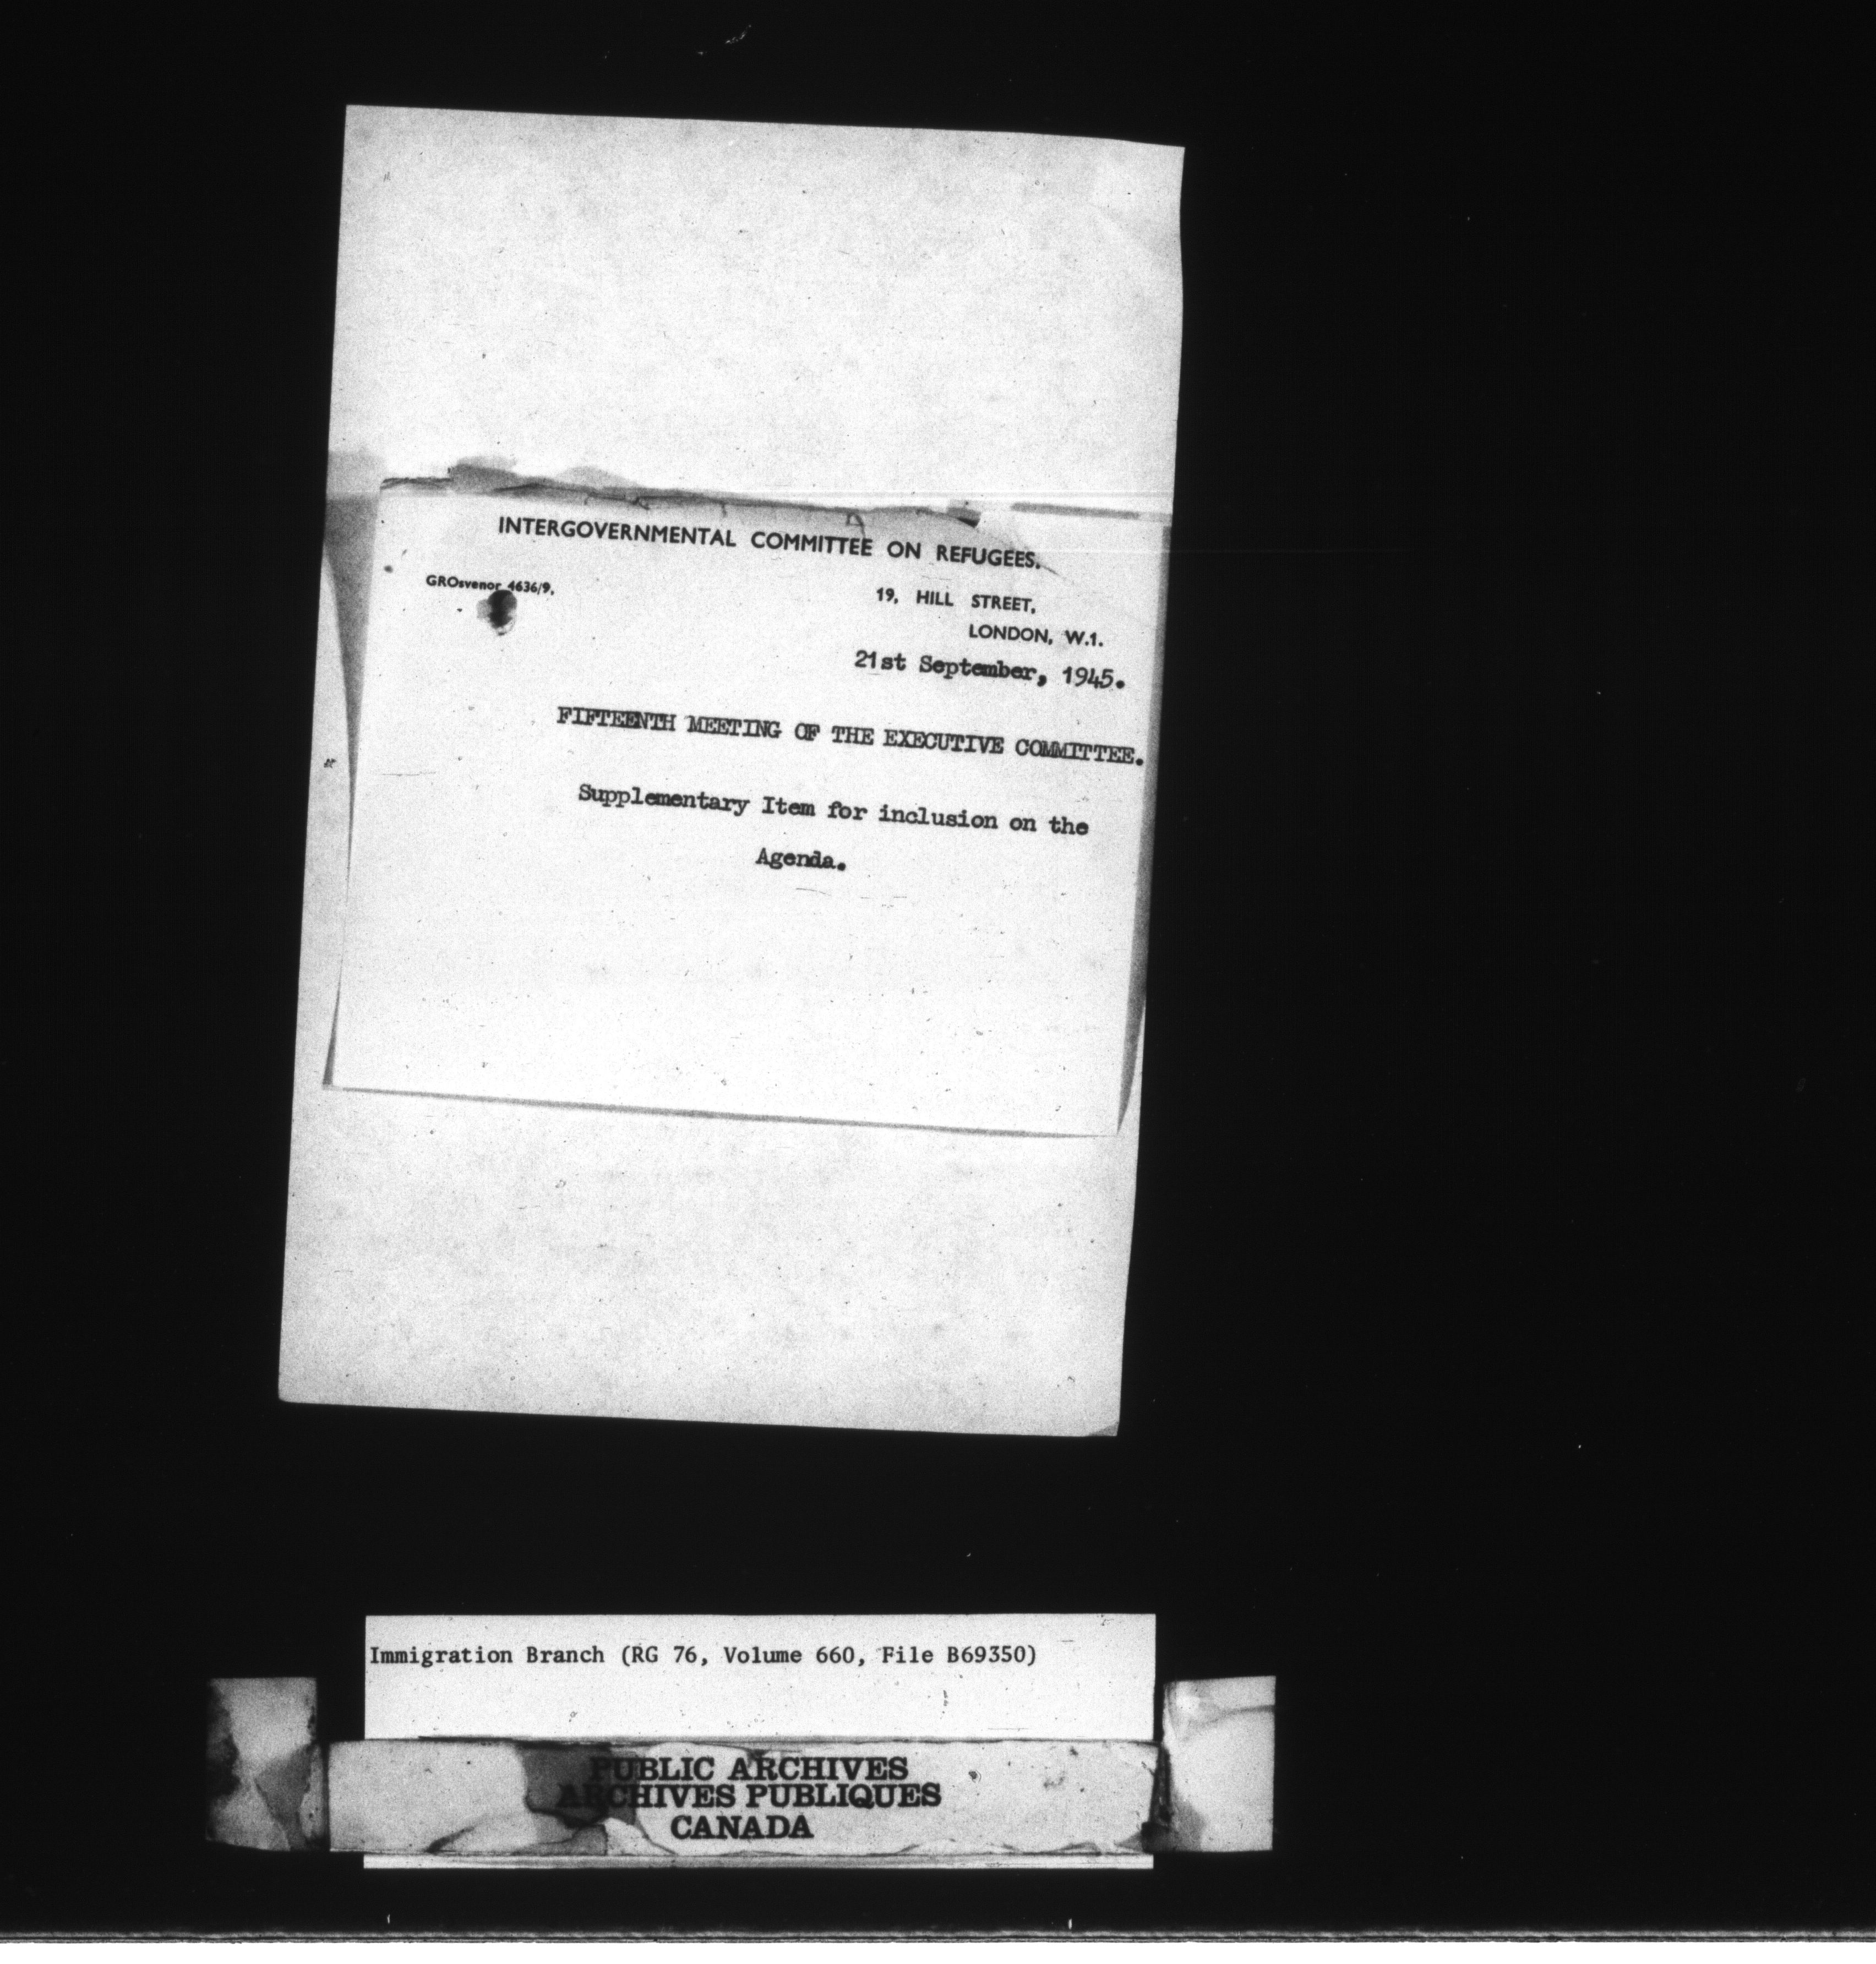 INTERGOVERNMENTAL COMMITTEE ON REFUGEES.
GROsvenor 4636/9.
19, HILL STREET,
LONDON, W.1.
21st September, 1945.
FIFTEENTH MEETING OF THE EXECUTIVE COMMITTEE.
Supplementary Item for inclusion on the
Agenda.
Immigration Branch (RG 76, Volume 660, File B69350)
PUBLIC ARCHIVES
ARCHIVES PUBLIQUES
CANADA